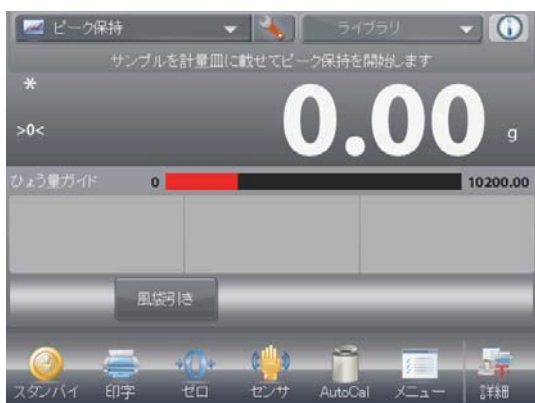 ピーク保持 ライブラリ
サンプルを計量皿に載せてピーク保持を開始します
*
>0< 0.00 g
ひょう量ガイド 0 10200.00
風袋引き
スタンバイ 印字 ゼロ センサ AutoCal メニュー 詳細